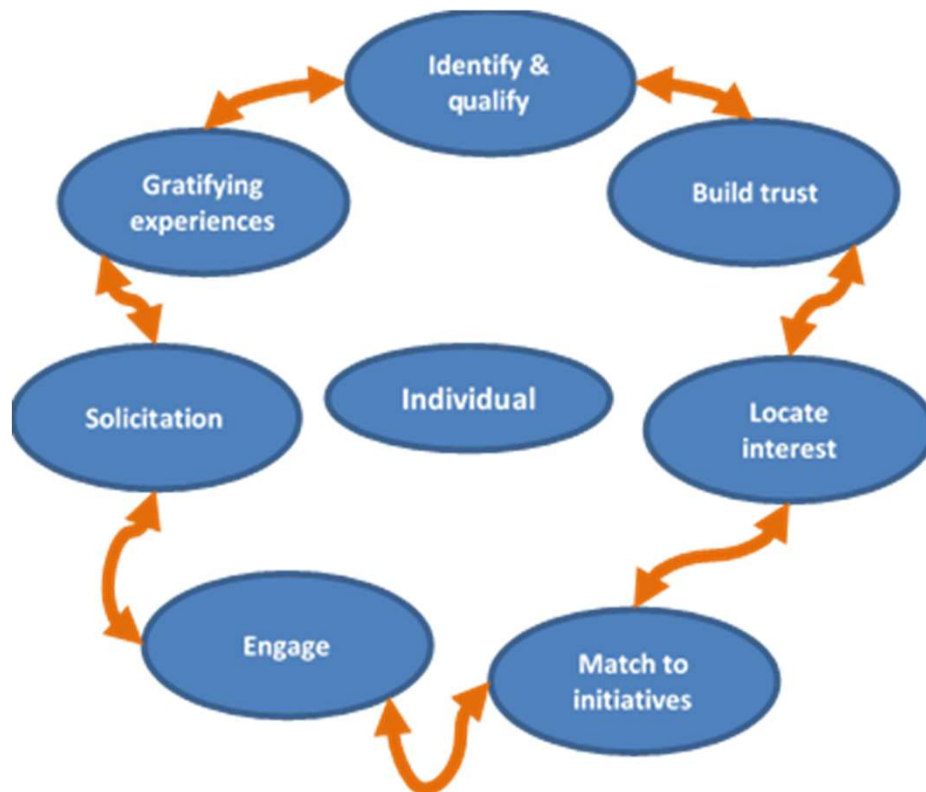 Identify &
qualify
Build trust
Locate
interest
Match to
initiatives
Engage
Solicitation
Gratifying
experiences
Individual